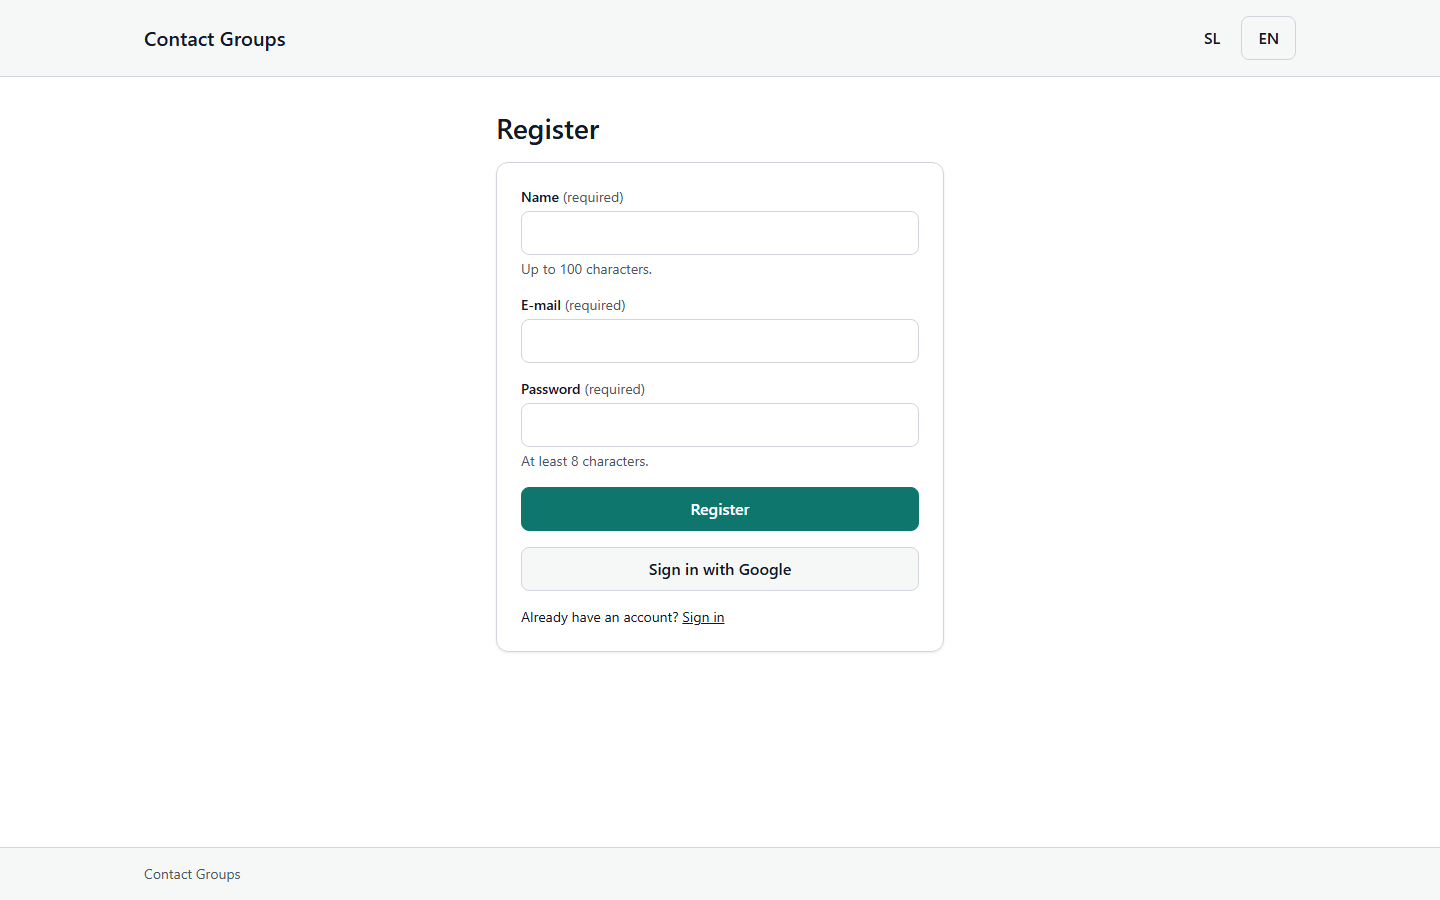 Contact Groups
SL
EN
Register
Name (required)
Up to 100 characters.
E-mail (required)
Password (required)
At least 8 characters.
Register
Sign in with Google
Already have an account? Sign in
Contact Groups